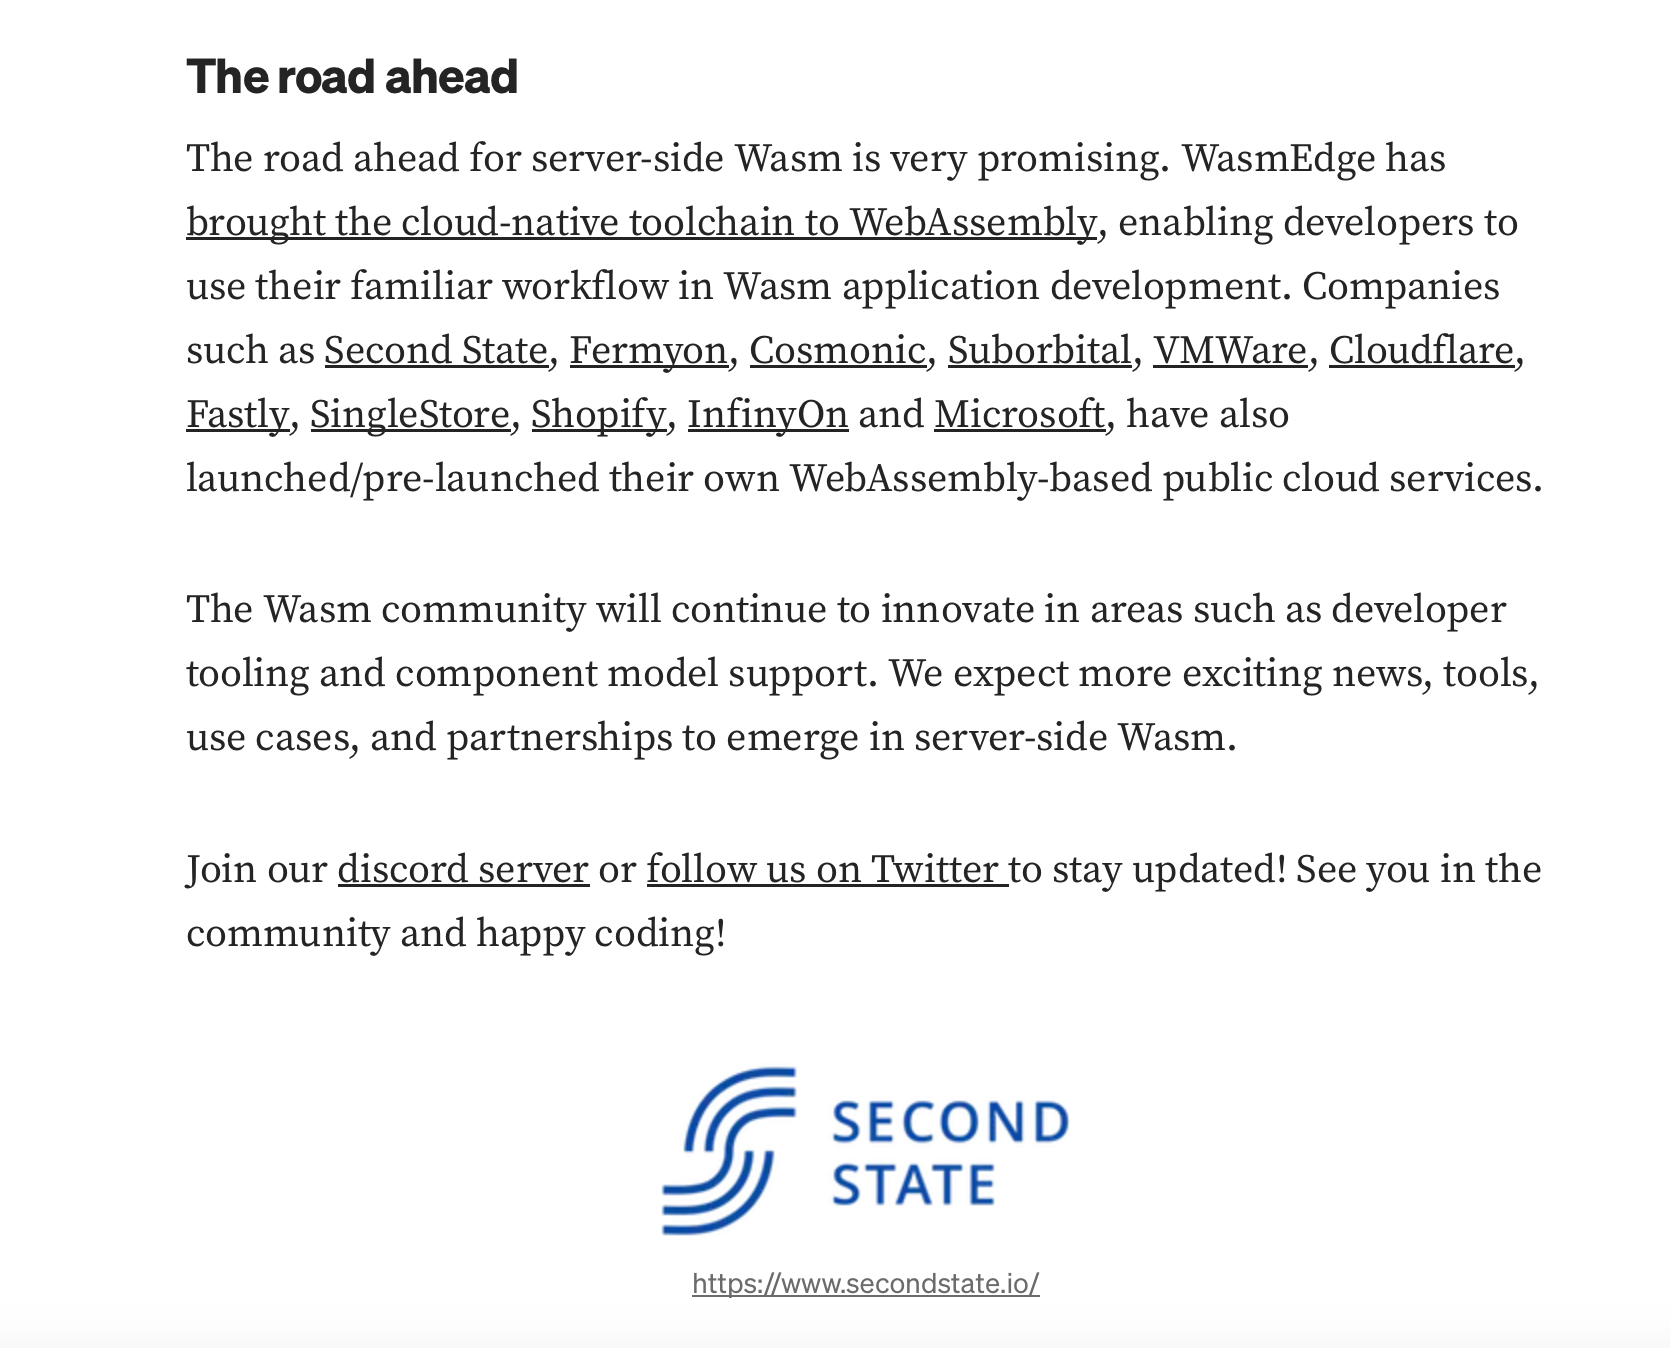 The road ahead
The road ahead for server-side Wasm is very promising. WasmEdge has
brought the cloud-native toolchain to WebAssembly, enabling developers to
use their familiar workflow in Wasm application development. Companies
such as Second State, Fermyon, Cosmonic, Suborbital, VMWare, Cloudflare,
Fastly, SingleStore, Shopify, InfinyOn and Microsoft, have also
launched/pre-launched their own WebAssembly-based public cloud services.
The Wasm community will continue to innovate in areas such as developer
tooling and component model support. We expect more exciting news, tools,
use cases, and partnerships to emerge in server-side Wasm.
Join our discord server or follow us on Twitter to stay updated! See you in the
community and happy coding!
SECOND
STATE
https://www.secondstate.io/